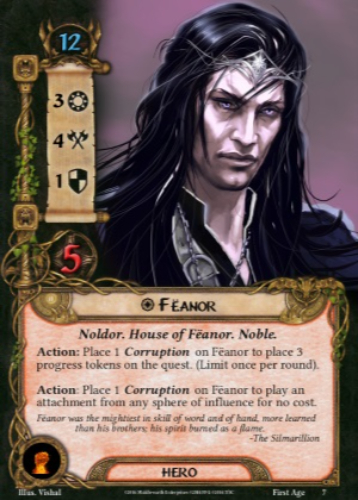 12
3
4
1
5
Fëanor
Noldor. House of Fëanor. Noble.
Action: Place 1 Corruption on Fëanor to place 3
progress tokens on the quest. (Limit once per round).
Action: Place 1 Corruption on Fëanor to play an
attachment from any sphere of influence for no cost.
Fëanor was the mightiest in skill of word and of hand, more learned
than his brothers; his spirit burned as a flame.
-The Silmarillion
HERO
Illus. Vishal
First Age
7